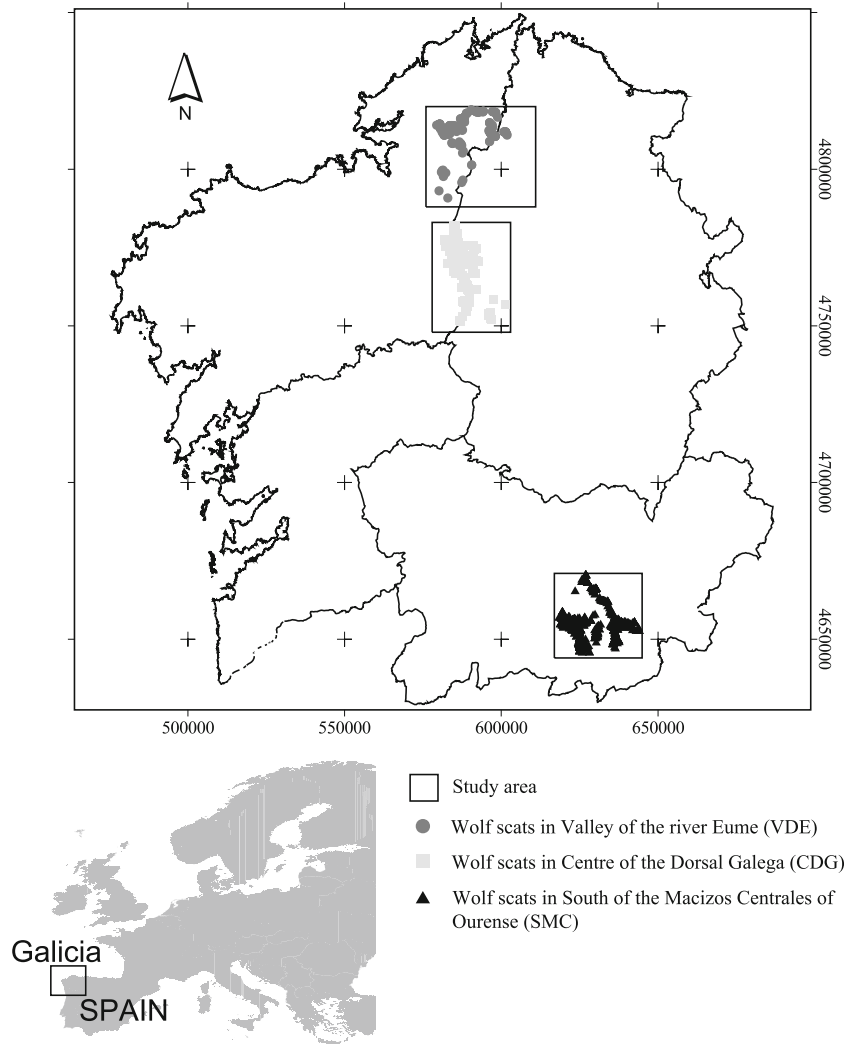 N
4800000
4750000
4700000
4650000
500000
550000
600000
650000
Study area
Wolf scats in Valley of the river Eume (VDE)
Wolf scats in Centre of the Dorsal Galega (CDG)
Wolf scats in South of the Macizos Centrales of
Ourense (SMC)
Galicia
SPAIN